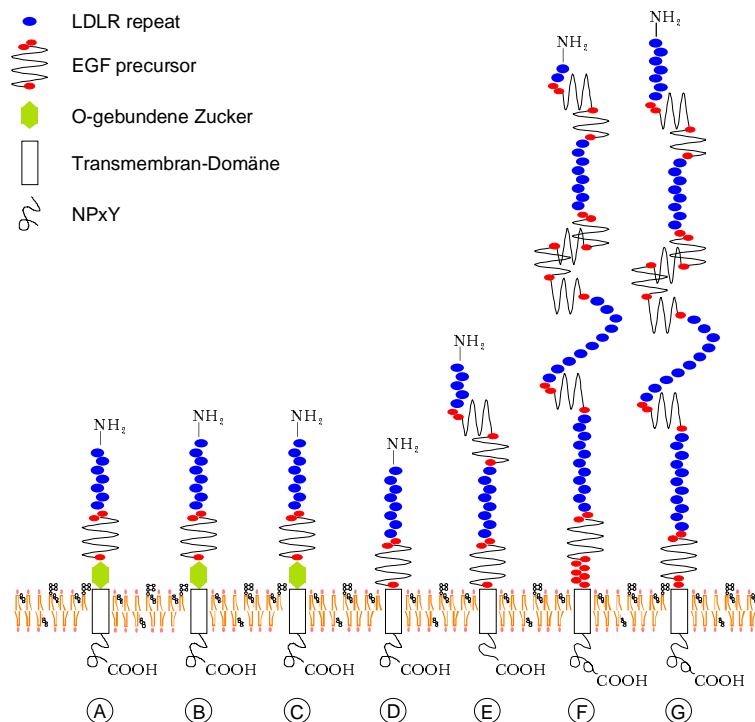 LDLR repeat
EGF precursor
O-gebundene Zucker
Transmembran-Domäne
NPxY
NH2
NH2
NH2
NH2
NH2
NH2
NH2
COOH
COOH
COOH
COOH
COOH
COOH
COOH
A
B
C
D
E
F
G